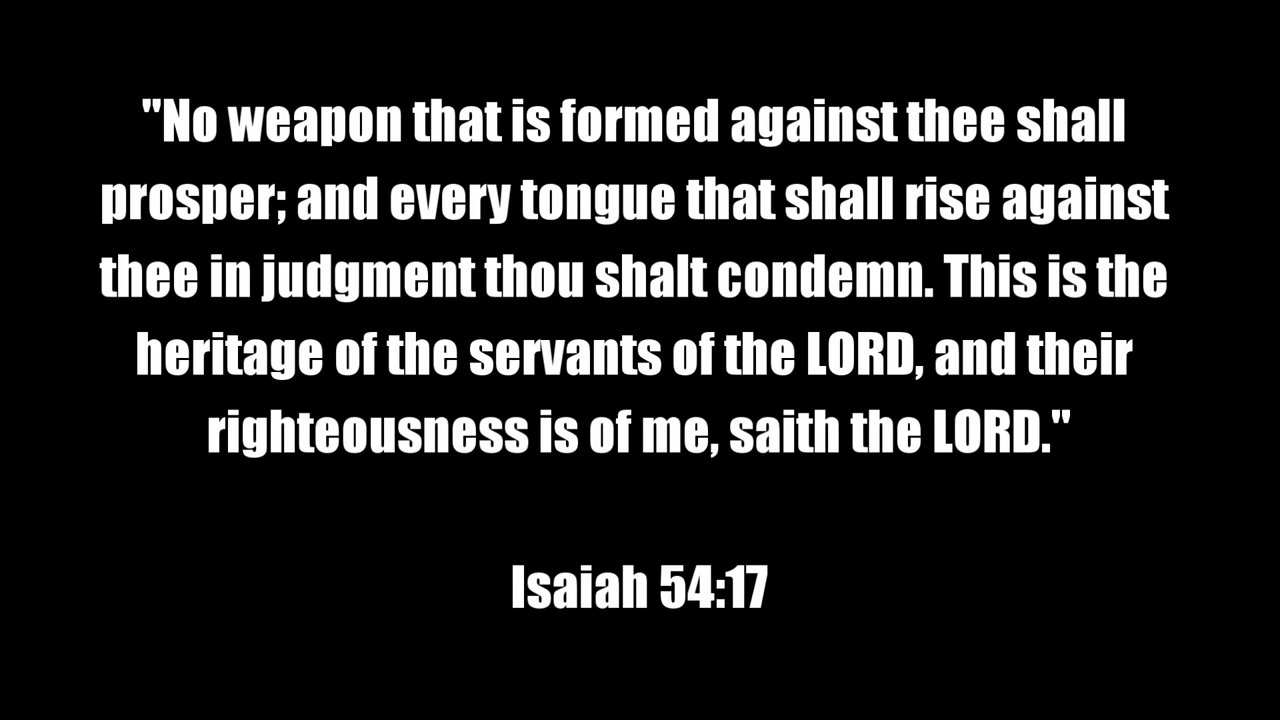 "No weapon that is formed against thee shall
prosper; and every tongue that shall rise against
thee in judgment thou shalt condemn. This is the
heritage of the servants of the LORD, and their
righteousness is of me, saith the LORD."
Isaiah 54:17